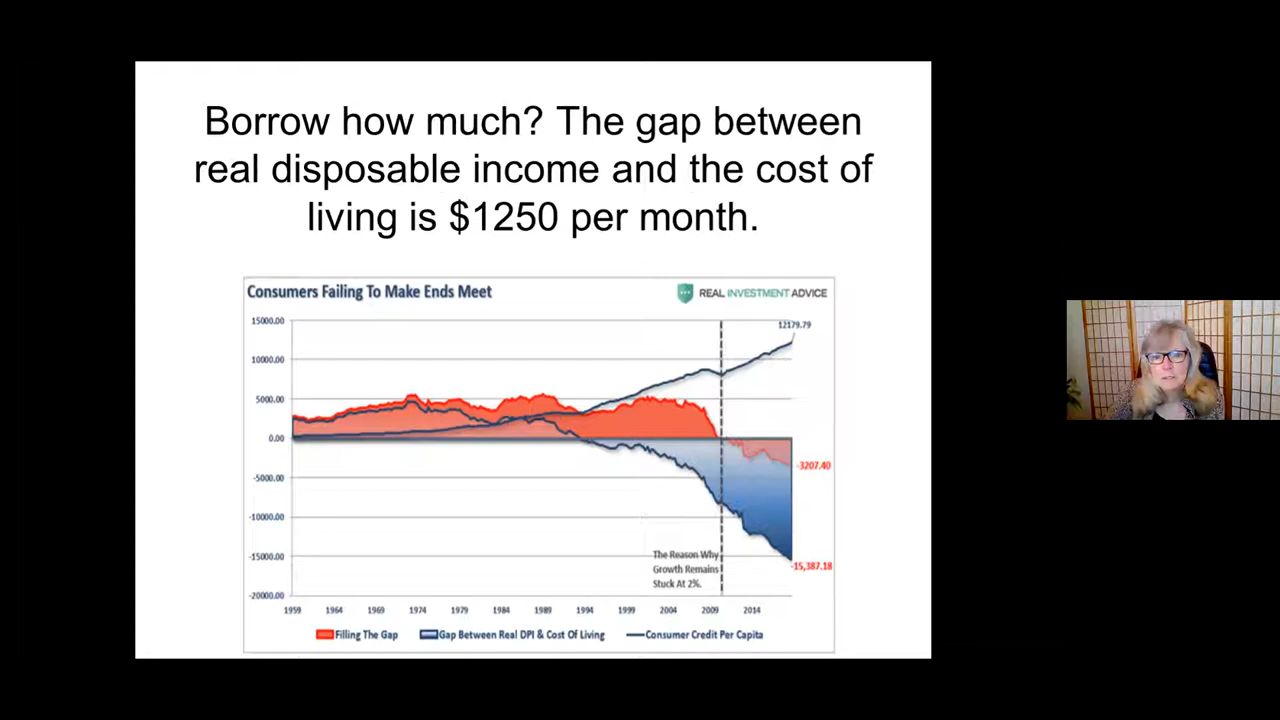 Borrow how much? The gap between
real disposable income and the cost of
living is $1250 per month.
Consumers Failing To Make Ends Meet
REAL INVESTMENT ADVICE
15000.00
12179.79
10000.00
5000.00
0.00
-3207.40
-5000.00
-10000.00
-15000.00
The Reason Why
Growth Remains
Stuck At 2%.
-15,387.18
-20000.00
1959 1964 1969 1974 1979 1984 1989 1994 1999 2004 2009 2014
Filling The Gap Gap Between Real DPI & Cost Of Living Consumer Credit Per Capita